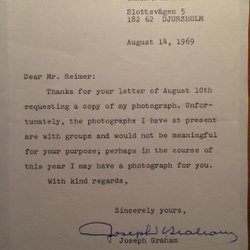 Slottsvägen 5
182 62 DJURSHOLM
August 14, 1969
Dear Mr. Reimer:
Thanks for your letter of August 10th
requesting a copy of my photograph. Unfor-
tunately, the photographs I have at present
are with groups and would not be meaningful
for your purpose; perhaps in the course of
this year I may have a photograph for you.
With kind regards,
Sincerely yours,
Joseph Graham
Joseph Graham